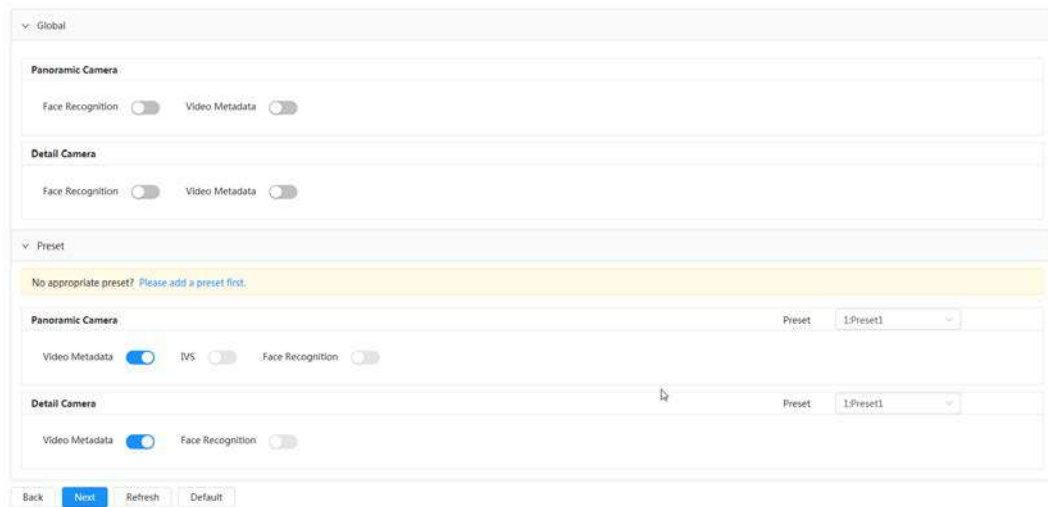 Global
Panoramic Camera
Face Recognition Video Metadata
Detail Camera
Face Recognition Video Metadata
Preset
No appropriate preset? Please add a preset first.
Panoramic Camera Preset 1:Preset1
Video Metadata IVS Face Recognition
Detail Camera Preset 1:Preset1
Video Metadata Face Recognition
Back Next Refresh Default